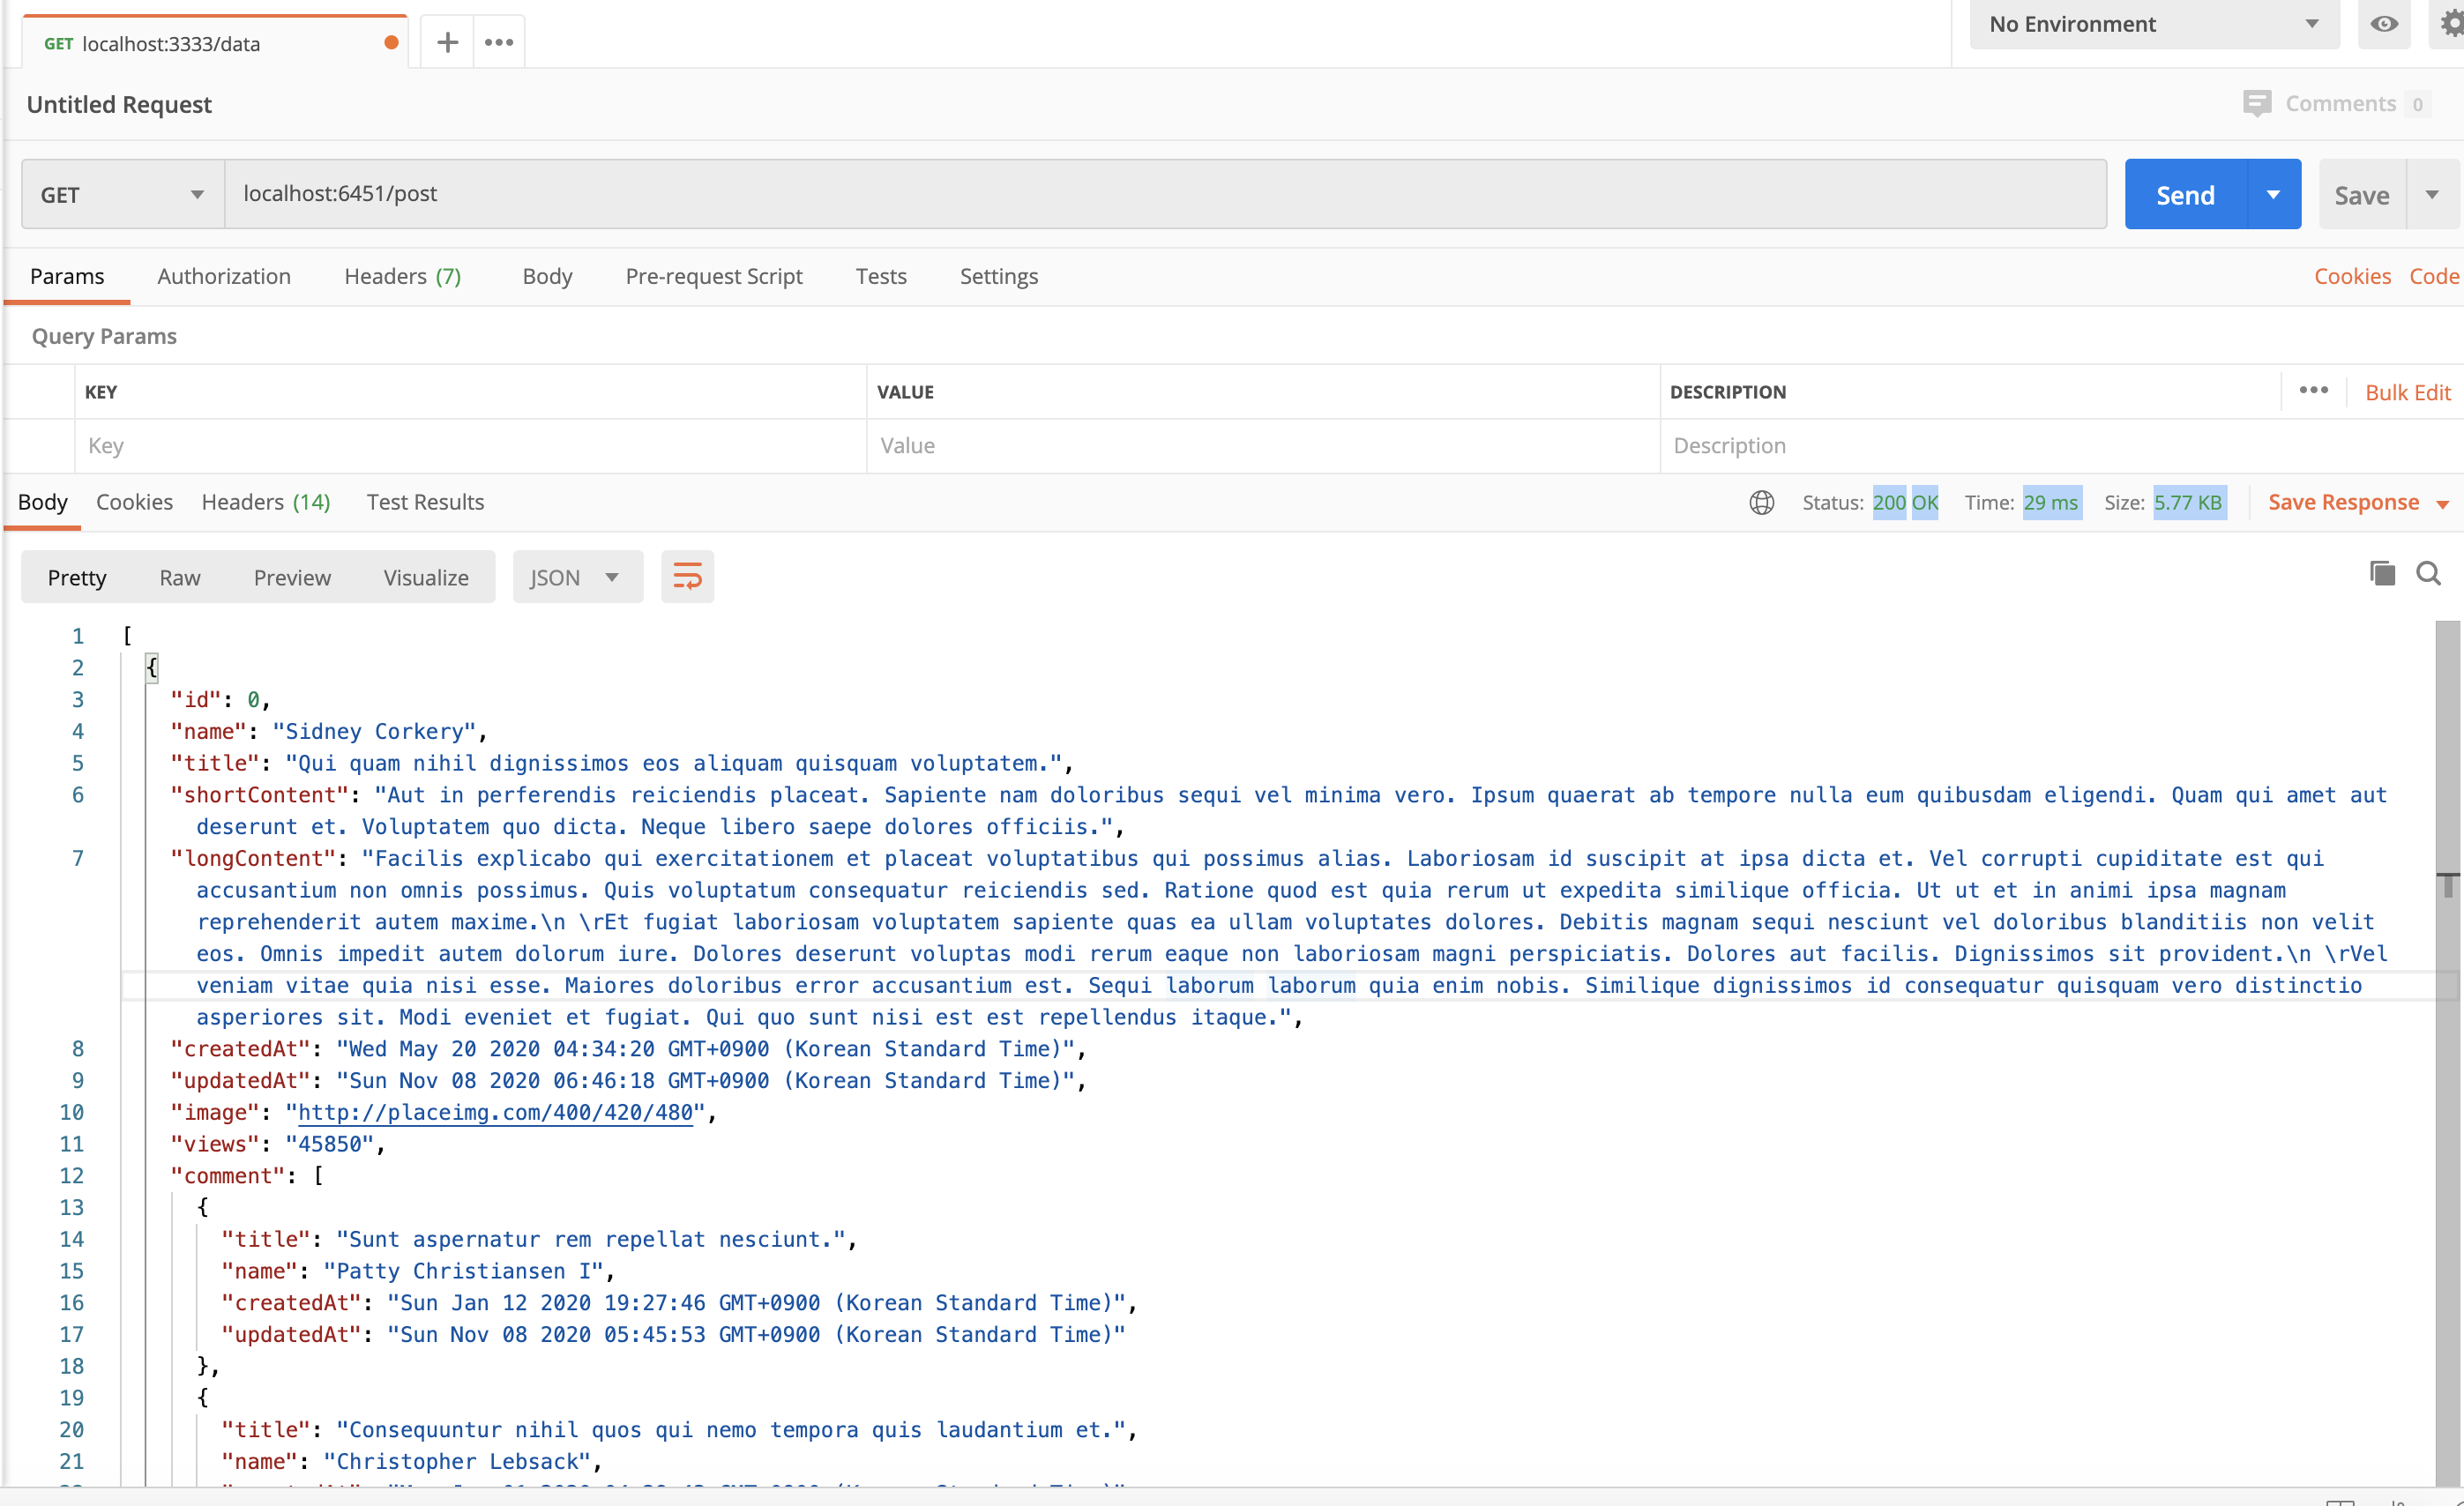 GET localhost:3333/data
No Environment
Untitled Request
Comments 0
GET localhost:6451/post Send Save
Params Authorization Headers (7) Body Pre-request Script Tests Settings Cookies Code
Query Params
KEY VALUE DESCRIPTION Bulk Edit
Key Value Description
Body Cookies Headers (14) Test Results Status: 200 OK Time: 29 ms Size: 5.77 KB Save Response
Pretty Raw Preview Visualize JSON
1 [
2 {
3 "id": 0,
4 "name": "Sidney Corkery",
5 "title": "Qui quam nihil dignissimos eos aliquam quisquam voluptatem.",
6 "shortContent": "Aut in perferendis reiciendis placeat. Sapiente nam doloribus sequi vel minima vero. Ipsum quaerat ab tempore nulla eum quibusdam eligendi. Quam qui amet aut
deserunt et. Voluptatem quo dicta. Neque libero saepe dolores officiis.",
7 "longContent": "Facilis explicabo qui exercitationem et placeat voluptatibus qui possimus alias. Laboriosam id suscipit at ipsa dicta et. Vel corrupti cupiditate est qui
accusantium non omnis possimus. Quis voluptatum consequatur reiciendis sed. Ratione quod est quia rerum ut expedita similique officia. Ut ut et in animi ipsa magnam
reprehenderit autem maxime.\n \rEt fugiat laboriosam voluptatem sapiente quas ea ullam voluptates dolores. Debitis magnam sequi nesciunt vel doloribus blanditiis non velit
eos. Omnis impedit autem dolorum iure. Dolores deserunt voluptas modi rerum eaque non laboriosam magni perspiciatis. Dolores aut facilis. Dignissimos sit provident.\n \rVel
veniam vitae quia nisi esse. Maiores doloribus error accusantium est. Sequi laborum laborum quia enim nobis. Similique dignissimos id consequatur quisquam vero distinctio
asperiores sit. Modi eveniet et fugiat. Qui quo sunt nisi est est repellendus itaque.",
8 "createdAt": "Wed May 20 2020 04:34:20 GMT+0900 (Korean Standard Time)",
9 "updatedAt": "Sun Nov 08 2020 06:46:18 GMT+0900 (Korean Standard Time)",
10 "image": "http://placeimg.com/400/420/480",
11 "views": "45850",
12 "comment": [
13 {
14 "title": "Sunt aspernatur rem repellat nesciunt.",
15 "name": "Patty Christiansen I",
16 "createdAt": "Sun Jan 12 2020 19:27:46 GMT+0900 (Korean Standard Time)",
17 "updatedAt": "Sun Nov 08 2020 05:45:53 GMT+0900 (Korean Standard Time)"
18 },
19 {
20 "title": "Consequuntur nihil quos qui nemo tempora quis laudantium et.",
21 "name": "Christopher Lebsack",